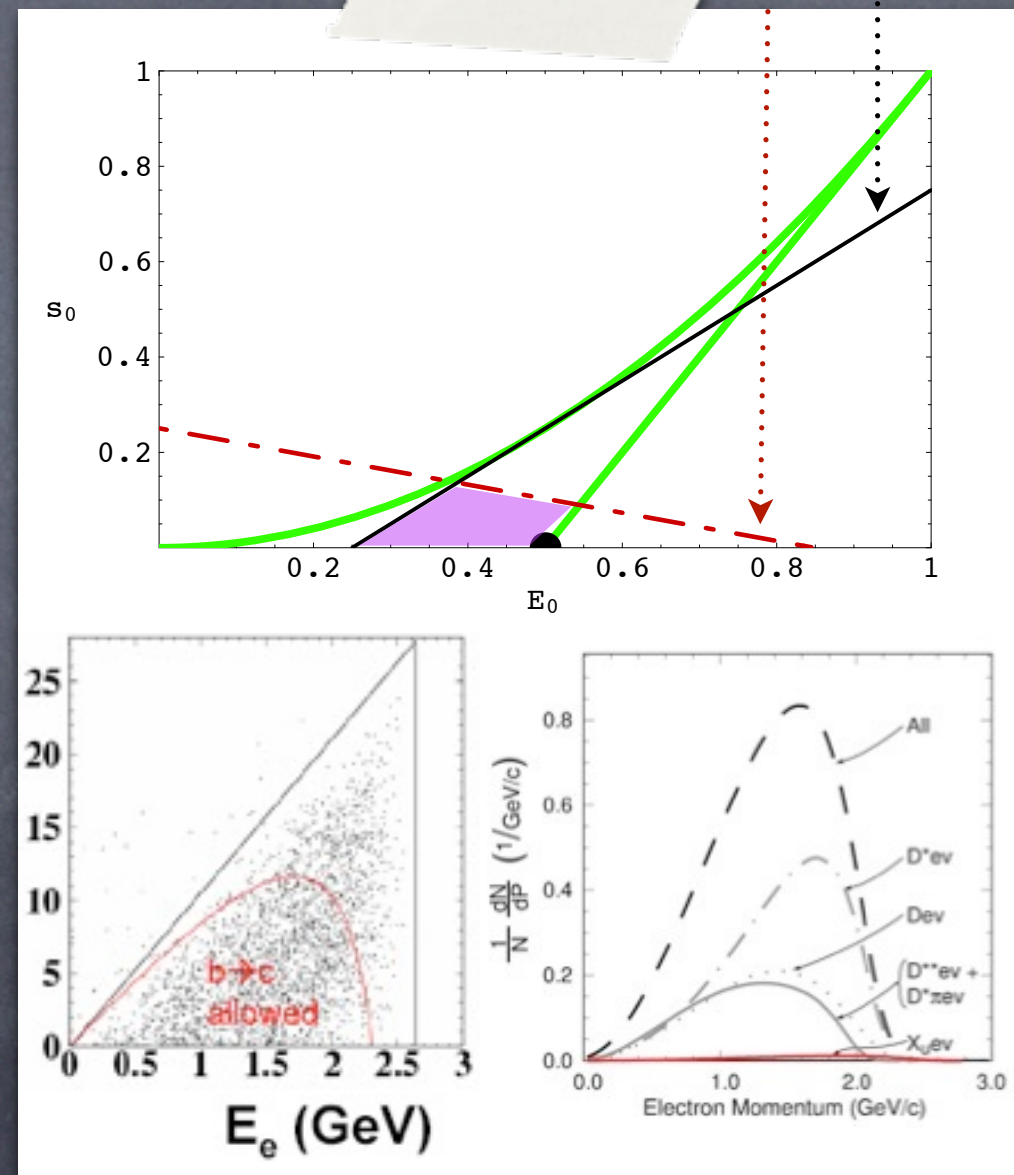 1
0.8
0.6
s₀
0.4
0.2
0.2 0.4 0.6 0.8 1
E₀
25
20
15
10
5
0
b→c
allowed
0 0.5 1 1.5 2 2.5 3
E_e (GeV)
1/N dN/dP (1/GeV/c)
0.8
0.6
0.4
0.2
0.0
All
D*eν
Deν
D**eν +
D*πeν
X_u eν
0.0 1.0 2.0 3.0
Electron Momentum (GeV/c)